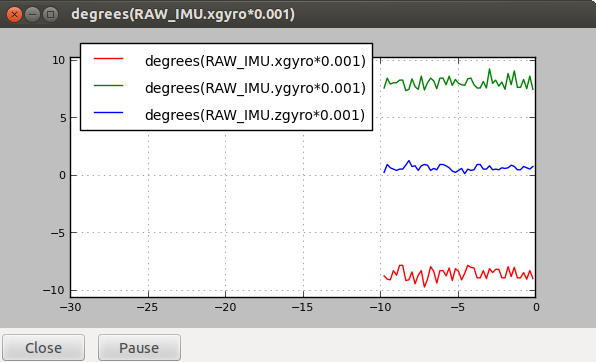 degrees(RAW_IMU.xgyro*0.001)
degrees(RAW_IMU.xgyro*0.001)
degrees(RAW_IMU.ygyro*0.001)
degrees(RAW_IMU.zgyro*0.001)
10
5
0
−5
−10
−30 −25 −20 −15 −10 −5 0
Close Pause